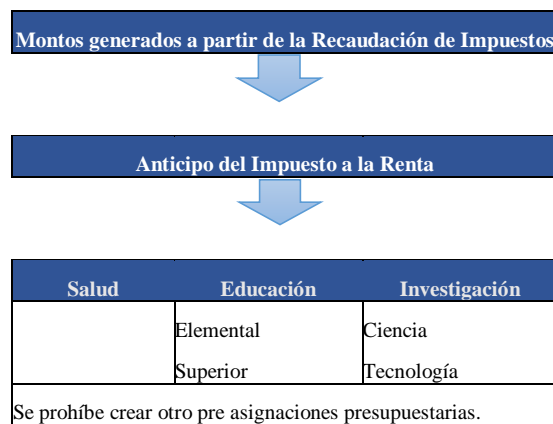 Montos generados a partir de la Recaudación de Impuestos
Anticipo del Impuesto a la Renta
Salud Educación Investigación
Elemental Ciencia
Superior Tecnología
Se prohíbe crear otro pre asignaciones presupuestarias.